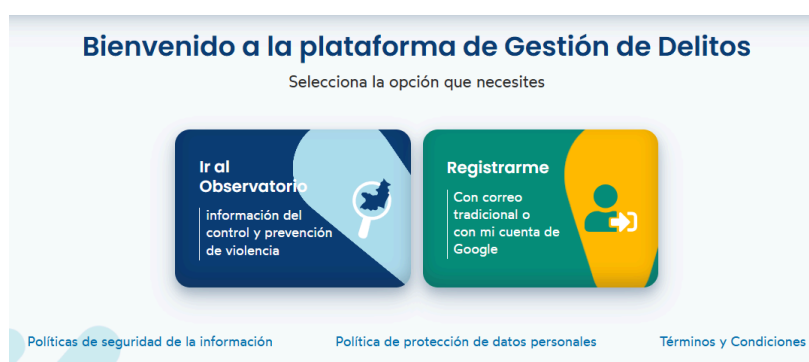 Bienvenido a la plataforma de Gestión de Delitos
Selecciona la opción que necesites
Ir al
Observatorio
información del
control y prevención
de violencia
Registrarme
Con correo
tradicional o
con mi cuenta de
Google
Políticas de seguridad de la información
Política de protección de datos personales
Términos y Condiciones